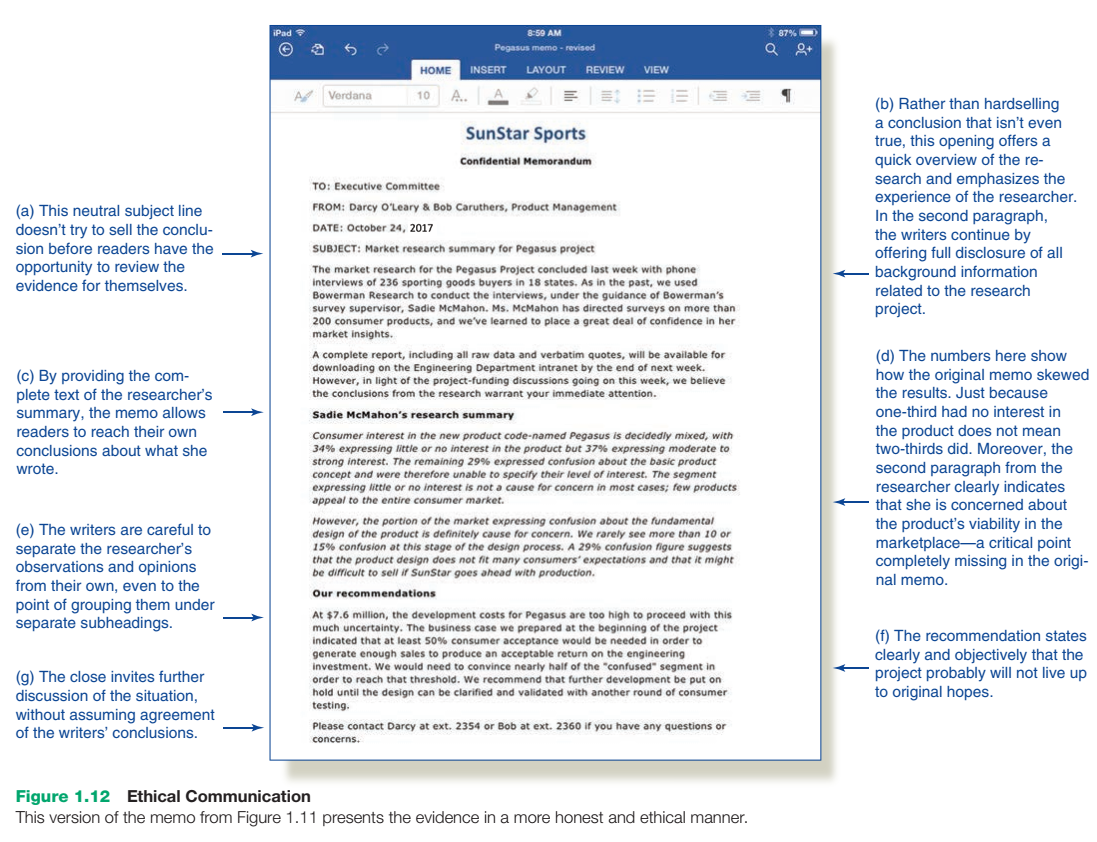 iPad
8:59 AM
87%
Pegasus memo - revised
HOME INSERT LAYOUT REVIEW VIEW
Verdana 10 A... A
SunStar Sports
Confidential Memorandum
TO: Executive Committee
FROM: Darcy O'Leary & Bob Caruthers, Product Management
DATE: October 24, 2017
SUBJECT: Market research summary for Pegasus project
The market research for the Pegasus Project concluded last week with phone
interviews of 236 sporting goods buyers in 18 states. As in the past, we used
Bowerman Research to conduct the interviews, under the guidance of Bowerman's
survey supervisor, Sadie McMahon. Ms. McMahon has directed surveys on more than
200 consumer products, and we've learned to place a great deal of confidence in her
market insights.
A complete report, including all raw data and verbatim quotes, will be available for
downloading on the Engineering Department intranet by the end of next week.
However, in light of the project-funding discussions going on this week, we believe
the conclusions from the research warrant your immediate attention.
Sadie McMahon's research summary
Consumer interest in the new product code-named Pegasus is decidedly mixed, with
34% expressing little or no interest in the product but 37% expressing moderate to
strong interest. The remaining 29% expressed confusion about the basic product
concept and were therefore unable to specify their level of interest. The segment
expressing little or no interest is not a cause for concern in most cases; few products
appeal to the entire consumer market.
However, the portion of the market expressing confusion about the fundamental
design of the product is definitely cause for concern. We rarely see more than 10 or
15% confusion at this stage of the design process. A 29% confusion figure suggests
that the product design does not fit many consumers' expectations and that it might
be difficult to sell if SunStar goes ahead with production.
Our recommendations
At $7.6 million, the development costs for Pegasus are too high to proceed with this
much uncertainty. The business case we prepared at the beginning of the project
indicated that at least 50% consumer acceptance would be needed in order to
generate enough sales to produce an acceptable return on the engineering
investment. We would need to convince nearly half of the "confused" segment in
order to reach that threshold. We recommend that further development be put on
hold until the design can be clarified and validated with another round of consumer
testing.
Please contact Darcy at ext. 2354 or Bob at ext. 2360 if you have any questions or
concerns.
(a) This neutral subject line
doesn't try to sell the conclu-
sion before readers have the
opportunity to review the
evidence for themselves.
(b) Rather than hardselling
a conclusion that isn't even
true, this opening offers a
quick overview of the re-
search and emphasizes the
experience of the researcher.
In the second paragraph,
the writers continue by
offering full disclosure of all
background information
related to the research
project.
(c) By providing the com-
plete text of the researcher's
summary, the memo allows
readers to reach their own
conclusions about what she
wrote.
(d) The numbers here show
how the original memo skewed
the results. Just because
one-third had no interest in
the product does not mean
two-thirds did. Moreover, the
second paragraph from the
researcher clearly indicates
that she is concerned about
the product's viability in the
marketplace—a critical point
completely missing in the origi-
nal memo.
(e) The writers are careful to
separate the researcher's
observations and opinions
from their own, even to the
point of grouping them under
separate subheadings.
(f) The recommendation states
clearly and objectively that the
project probably will not live up
to original hopes.
(g) The close invites further
discussion of the situation,
without assuming agreement
of the writers' conclusions.
Figure 1.12 Ethical Communication
This version of the memo from Figure 1.11 presents the evidence in a more honest and ethical manner.